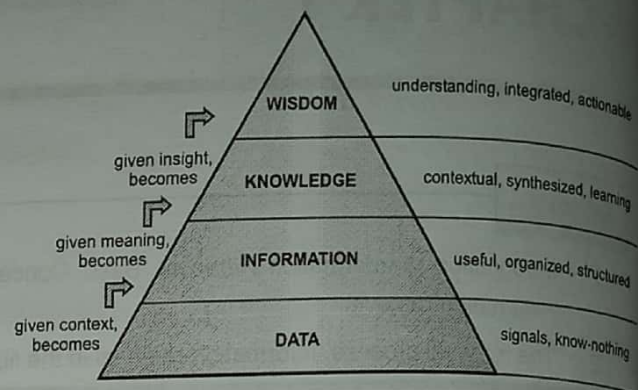 WISDOM
understanding, integrated, actionable
given insight,
becomes
KNOWLEDGE
contextual, synthesized, learning
given meaning,
becomes
INFORMATION
useful, organized, structured
given context,
becomes
DATA
signals, know-nothing